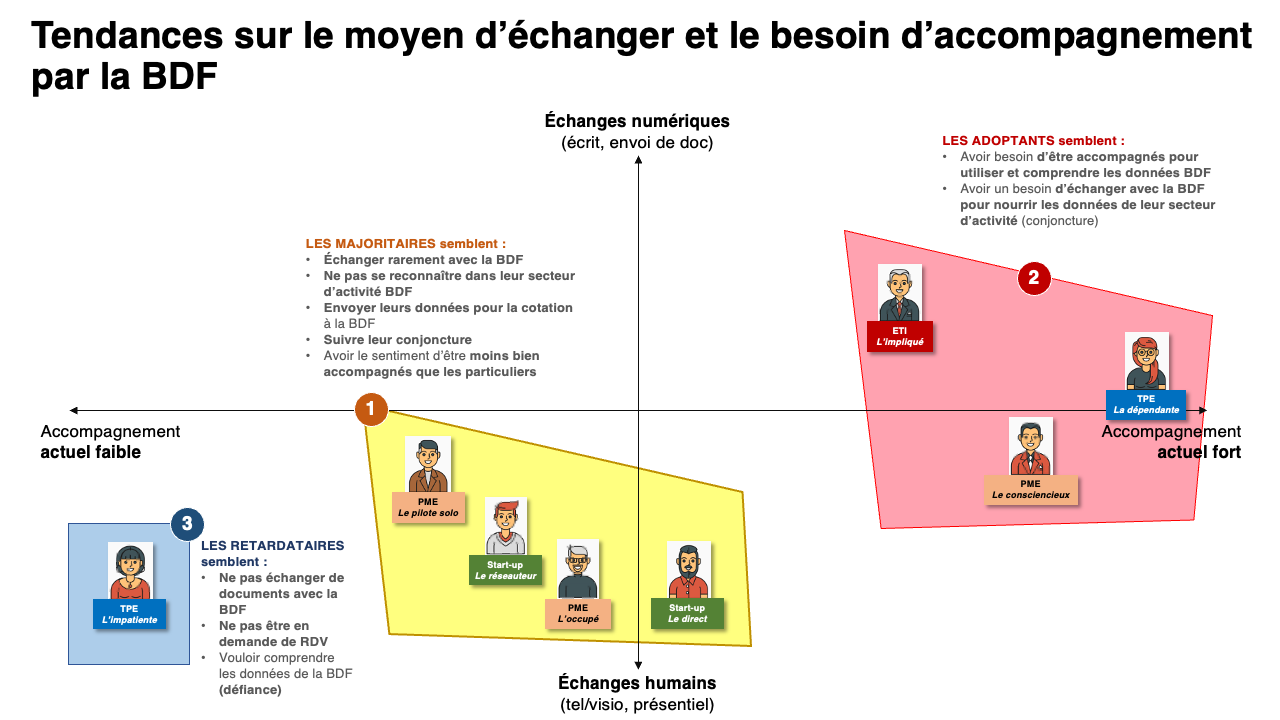 Tendances sur le moyen d’échanger et le besoin d’accompagnement
par la BDF
Échanges numériques
(écrit, envoi de doc)
LES ADOPTANTS semblent :
• Avoir besoin d’être accompagnés pour
utiliser et comprendre les données BDF
• Avoir un besoin d’échanger avec la BDF
pour nourrir les données de leur secteur
d’activité (conjoncture)
LES MAJORITAIRES semblent :
• Échanger rarement avec la BDF
• Ne pas se reconnaître dans leur secteur
d’activité BDF
• Envoyer leurs données pour la cotation
à la BDF
• Suivre leur conjoncture
• Avoir le sentiment d’être moins bien
accompagnés que les particuliers
2
ETI
L’impliqué
TPE
La dépendante
1
Accompagnement
actuel faible
Accompagnement
actuel fort
PME
Le consciencieux
PME
Le pilote solo
Start-up
Le réseauteur
PME
L’occupé
Start-up
Le direct
3
TPE
L’impatiente
LES RETARDATAIRES
semblent :
• Ne pas échanger de
documents avec la
BDF
• Ne pas être en
demande de RDV
• Vouloir comprendre
les données de la BDF
(défiance)
Échanges humains
(tel/visio, présentiel)